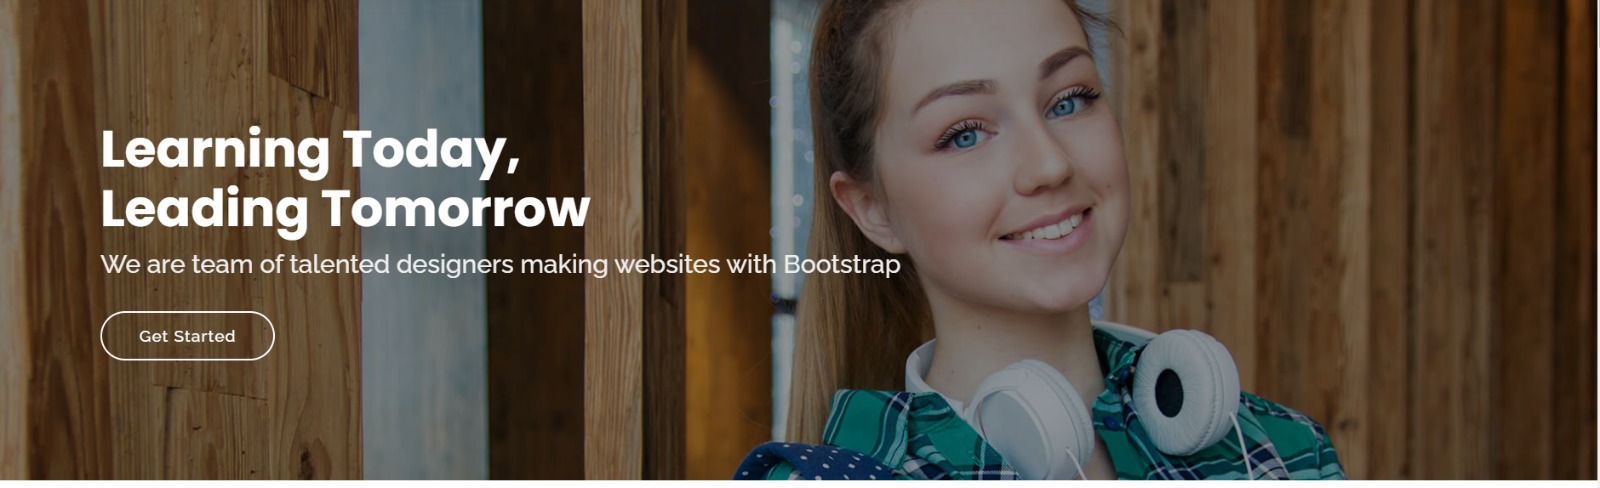 Learning Today,
Leading Tomorrow
We are team of talented designers making websites with Bootstrap
Get Started